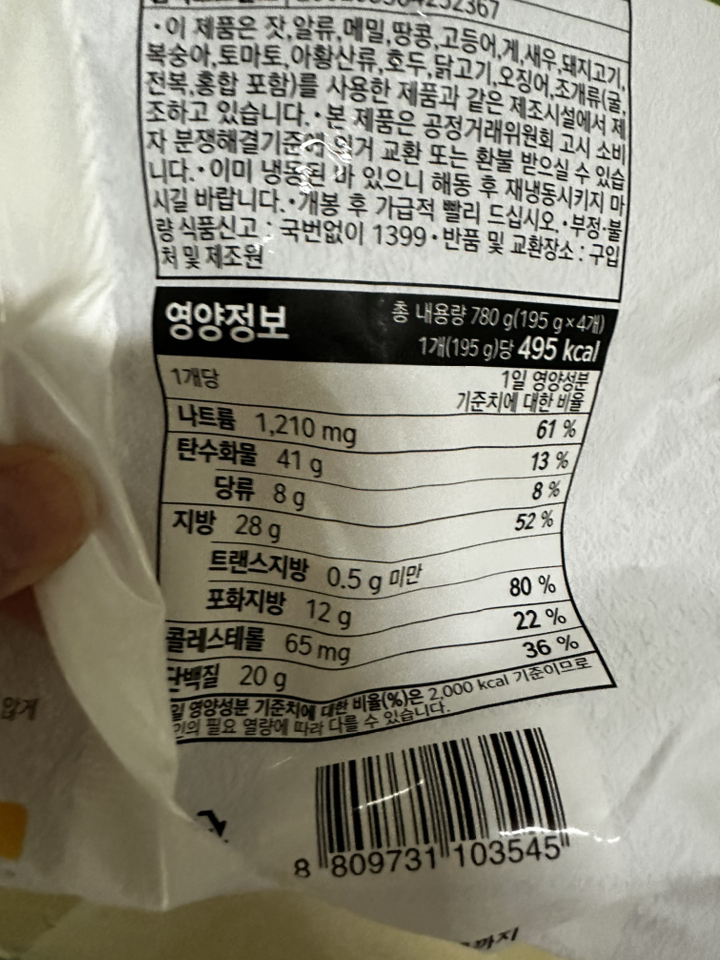 ·이 제품은 잣,알류,메밀,땅콩,고등어,게,새우,돼지고기,
복숭아,토마토,아황산류,호두,닭고기,오징어,조개류(굴,
전복,홍합 포함)를 사용한 제품과 같은 제조시설에서 제
조하고 있습니다.·본 제품은 공정거래위원회 고시 소비
자 분쟁해결기준에 의거 교환 또는 환불 받으실 수 있습
니다.·이미 냉동된 바 있으니 해동 후 재냉동시키지 마
시길 바랍니다.·개봉 후 가급적 빨리 드십시오.·부정·불
량식품신고 : 국번없이 1399·반품 및 교환장소 : 구입
처 및 제조원
영양정보
총 내용량 780 g(195 g×4개)
1개(195 g)당 495 kcal
1개당
1일 영양성분
기준치에 대한 비율
나트륨 1,210 mg 61 %
탄수화물 41 g 13 %
당류 8 g 8 %
지방 28 g 52 %
트랜스지방 0.5 g 미만
포화지방 12 g 80 %
콜레스테롤 65 mg 22 %
단백질 20 g 36 %
일 영양성분 기준치에 대한 비율(%)은 2,000 kcal 기준이므로
인의 필요 열량에 따라 다를 수 있습니다.
8 809731 103545
않게
까지